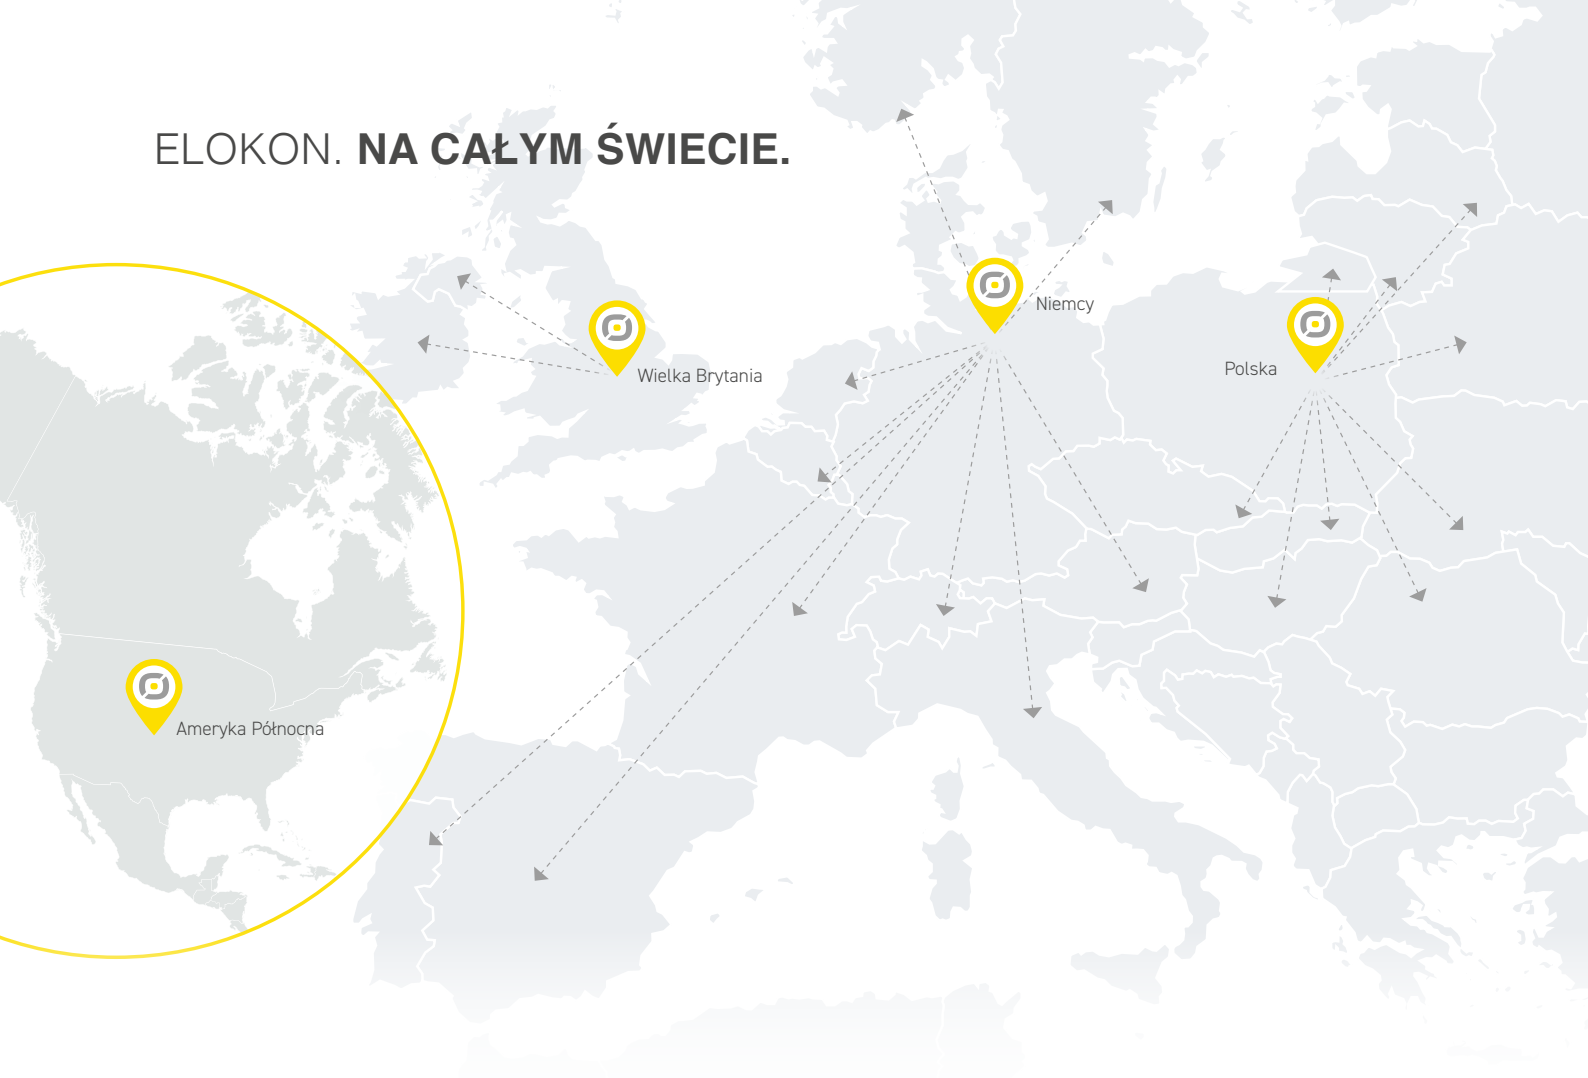 ELOKON. NA CAŁYM ŚWIECIE.
Niemcy
Wielka Brytania
Polska
Ameryka Północna